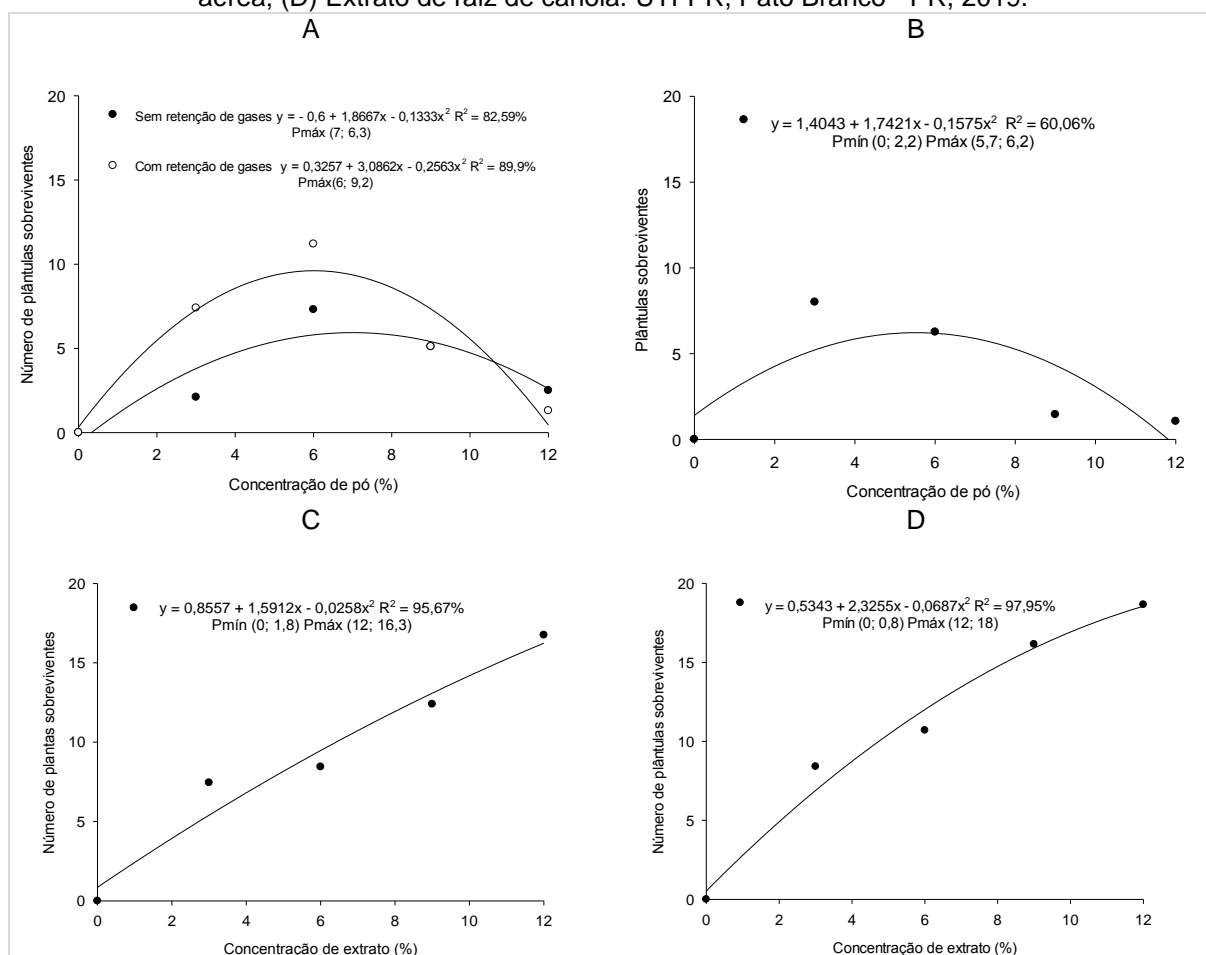 aérea; (D) Extrato de raiz de canola. UTFPR, Pato Branco - PR, 2019.
A
20
15
10
5
0
0 2 4 6 8 10 12
Número de plântulas sobreviventes
Concentração de pó (%)
Sem retenção de gases y = - 0,6 + 1,8667x - 0,1333x² R² = 82,59%
Pmáx (7; 6,3)
Com retenção de gases y = 0,3257 + 3,0862x - 0,2563x² R² = 89,9%
Pmáx(6; 9,2)
B
20
15
10
5
0
0 2 4 6 8 10 12
Plântulas sobreviventes
Concentração de pó (%)
y = 1,4043 + 1,7421x - 0,1575x² R² = 60,06%
Pmín (0; 2,2) Pmáx (5,7; 6,2)
C
20
15
10
5
0
0 2 4 6 8 10 12
Número de plantas sobreviventes
Concentração de extrato (%)
y = 0,8557 + 1,5912x - 0,0258x² R² = 95,67%
Pmín (0; 1,8) Pmáx (12; 16,3)
D
20
15
10
5
0
0 2 4 6 8 10 12
Número de plântulas sobreviventes
Concentração de extrato (%)
y = 0,5343 + 2,3255x - 0,0687x² R² = 97,95%
Pmín (0; 0,8) Pmáx (12; 18)